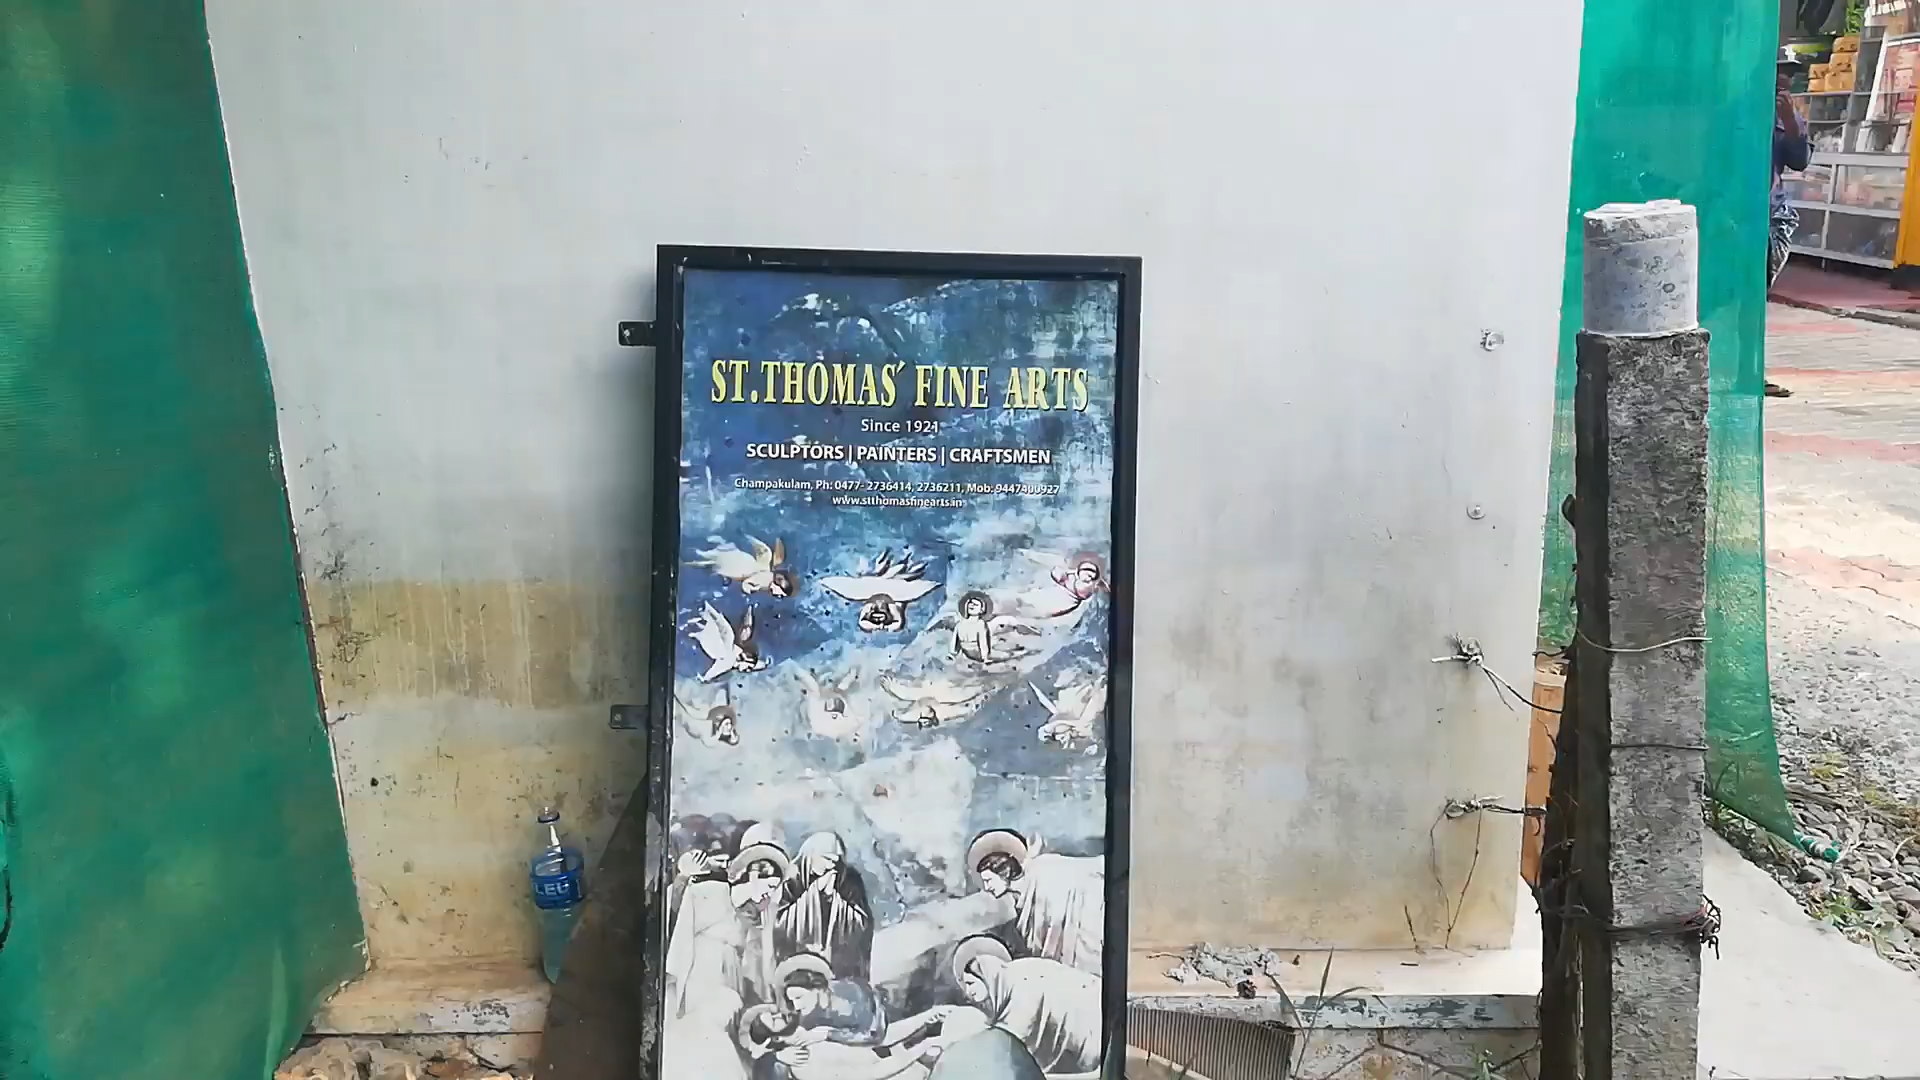 ST.THOMAS' FINE ARTS
Since 1921
SCULPTORS | PAINTERS | CRAFTSMEN
Champakulam, Ph: 0477- 2736414, 2736211, Mob: 9447400927
www.stthomasfinearts.in